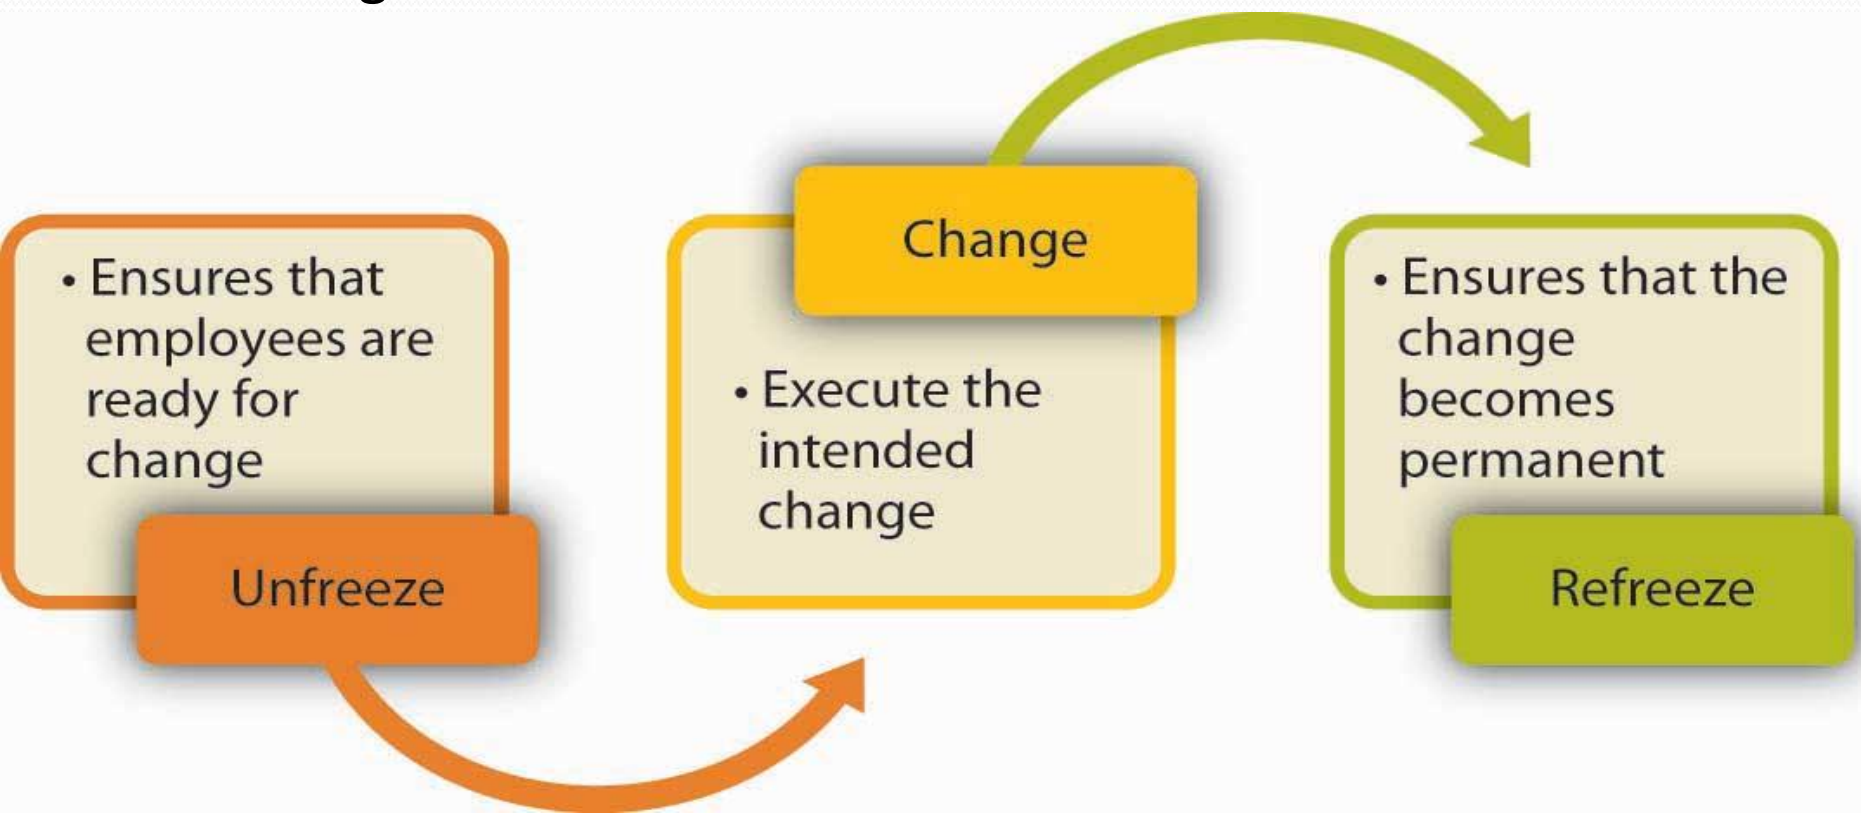 • Ensures that
employees are
ready for
change
Unfreeze
Change
• Execute the
intended
change
• Ensures that the
change
becomes
permanent
Refreeze